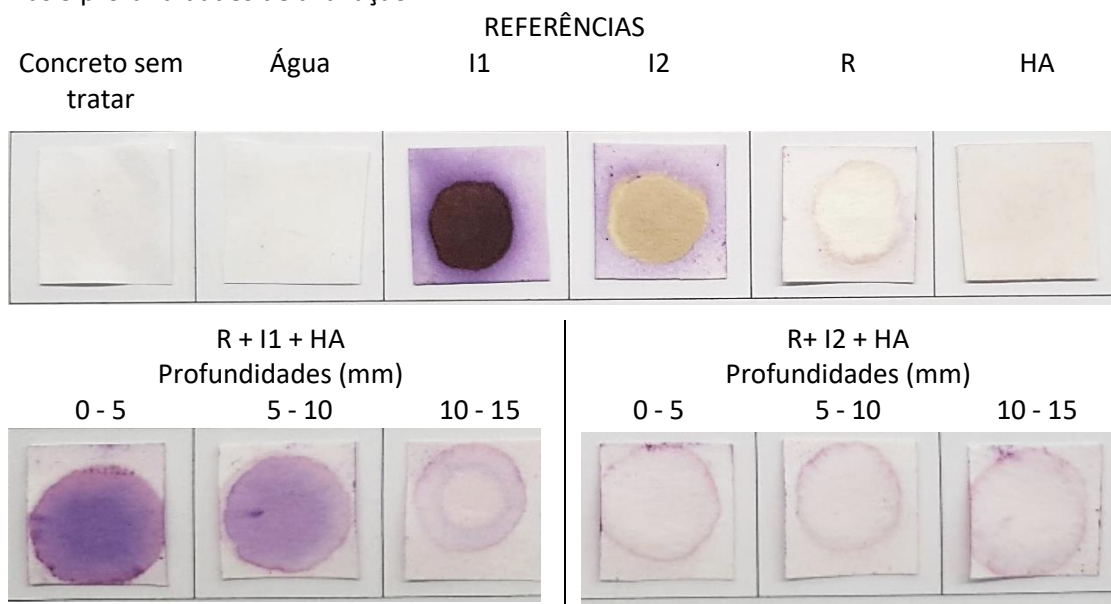 REFERÊNCIAS
Concreto sem tratar Água I1 I2 R HA
R + I1 + HA
Profundidades (mm)
0 - 5 5 - 10 10 - 15
R+ I2 + HA
Profundidades (mm)
0 - 5 5 - 10 10 - 15